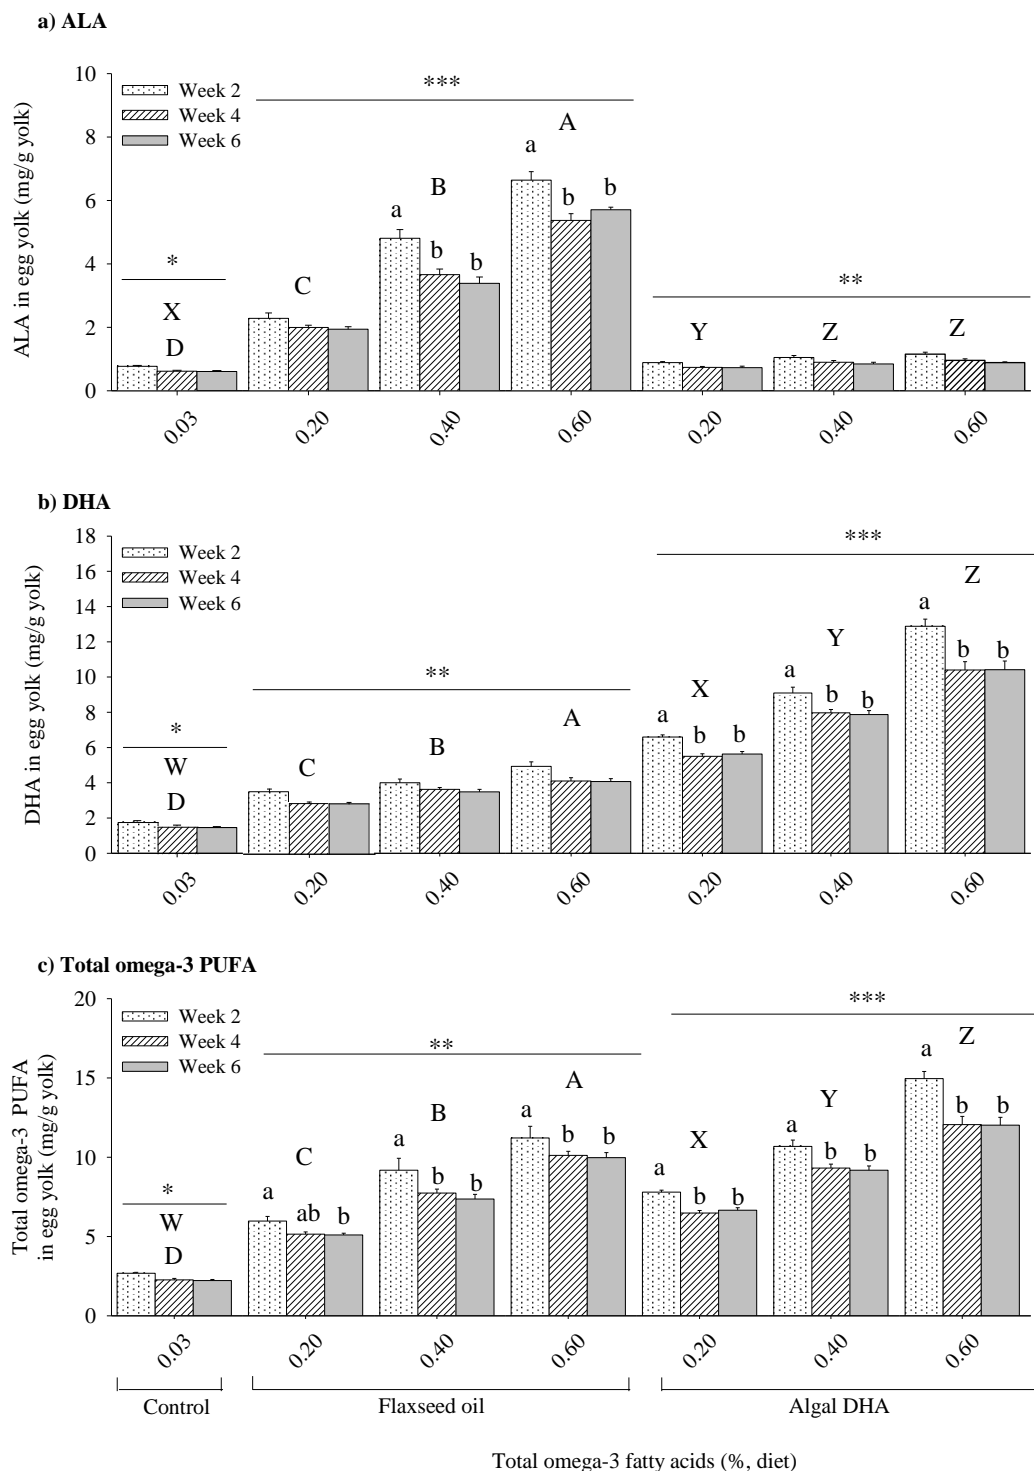 a) ALA
ALA in egg yolk (mg/g yolk)
10
8
6
4
2
0
Week 2
Week 4
Week 6
***
A
a
B
a
b b
b b
*
**
C
X
D
Y Z Z
0.03 0.20 0.40 0.60 0.20 0.40 0.60
b) DHA
DHA in egg yolk (mg/g yolk)
18
16
14
12
10
8
6
4
2
0
Week 2
Week 4
Week 6
***
Z
a
Y
b b
a
**
X
b b
a
A
*
b b
B
W
C
D
0.03 0.20 0.40 0.60 0.20 0.40 0.60
c) Total omega-3 PUFA
Total omega-3 PUFA
in egg yolk (mg/g yolk)
20
15
10
5
0
Week 2
Week 4
Week 6
***
**
Z
a
A
a
Y
B
a
b b
a
b b
X
C
b b
a
b b
*
a ab b
b b
W
D
0.03 0.20 0.40 0.60 0.20 0.40 0.60
Control Flaxseed oil Algal DHA
Total omega-3 fatty acids (%, diet)